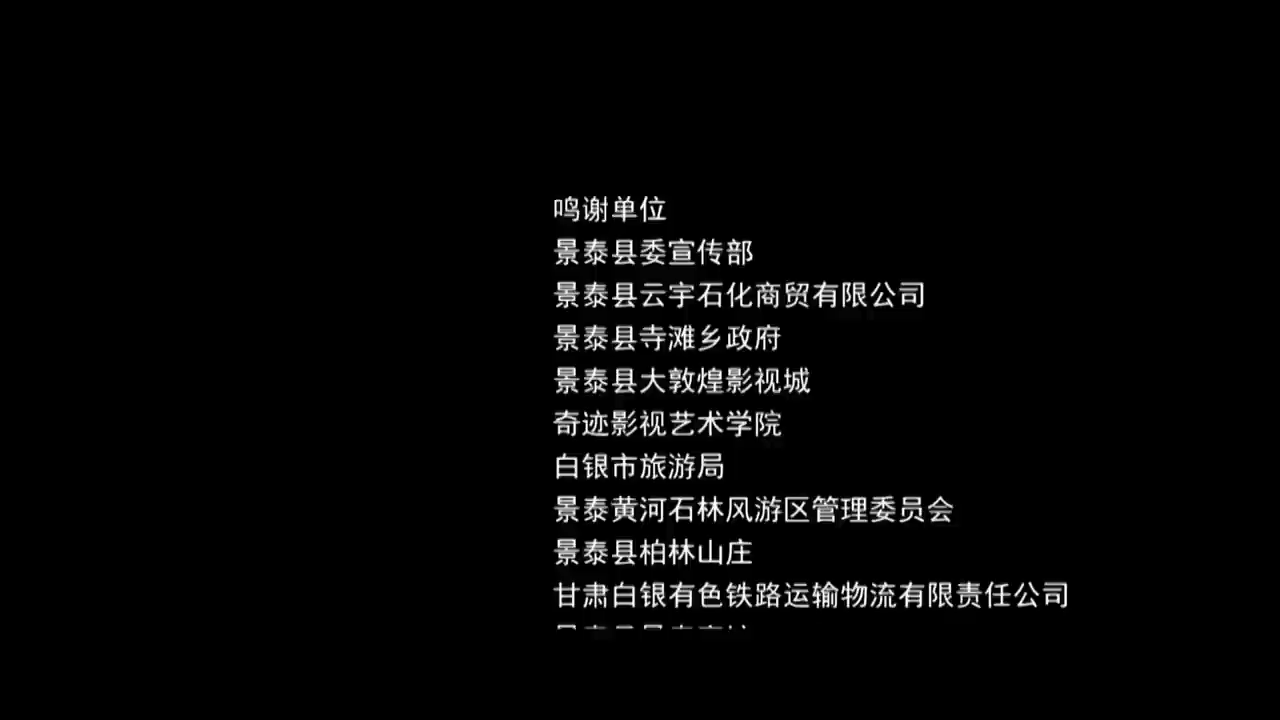 鸣谢单位
景泰县委宣传部
景泰县云宇石化商贸有限公司
景泰县寺滩乡政府
景泰县大敦煌影视城
奇迹影视艺术学院
白银市旅游局
景泰黄河石林风游区管理委员会
景泰县柏林山庄
甘肃白银有色铁路运输物流有限责任公司